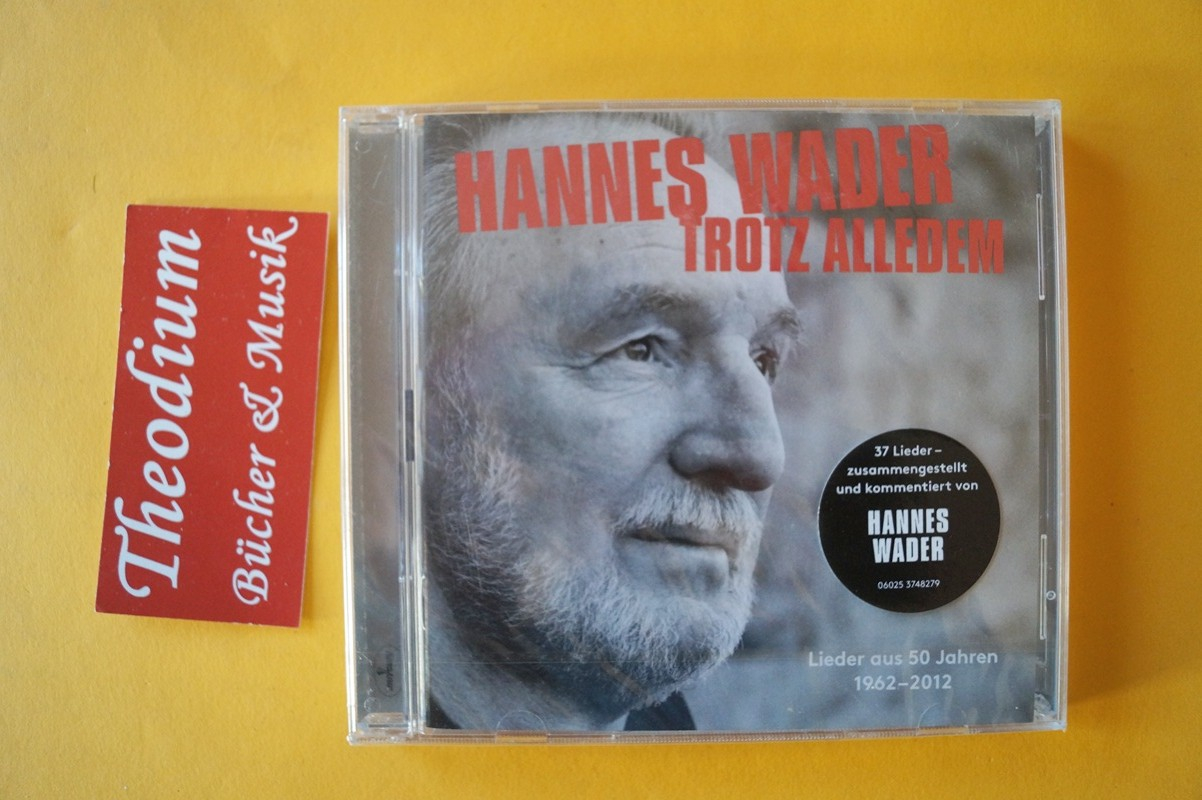 Theodium
Bücher & Musik
HANNES WADER
TROTZ ALLEDEM
37 Lieder –
zusammengestellt
und kommentiert von
HANNES
WADER
06025 3748279
Lieder aus 50 Jahren
1962–2012